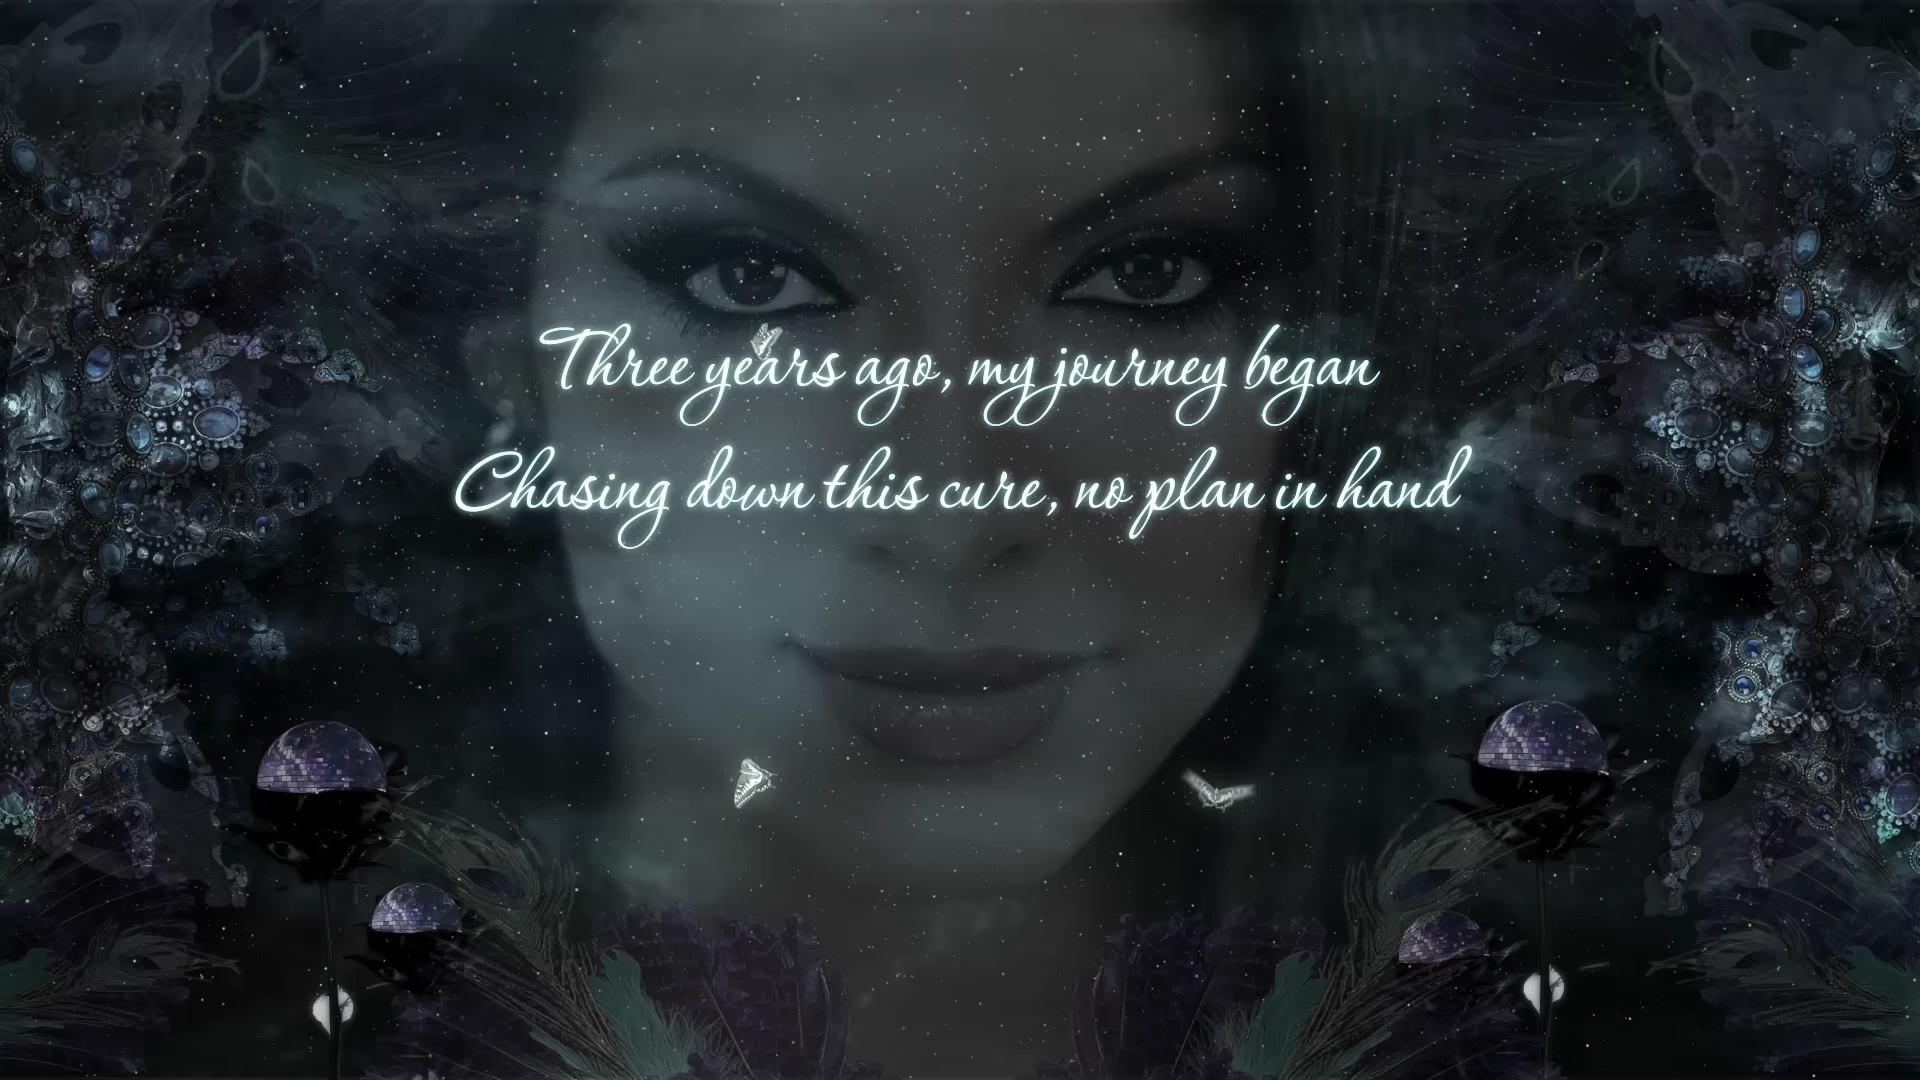 Three years ago, my journey began
Chasing down this cure, no plan in hand